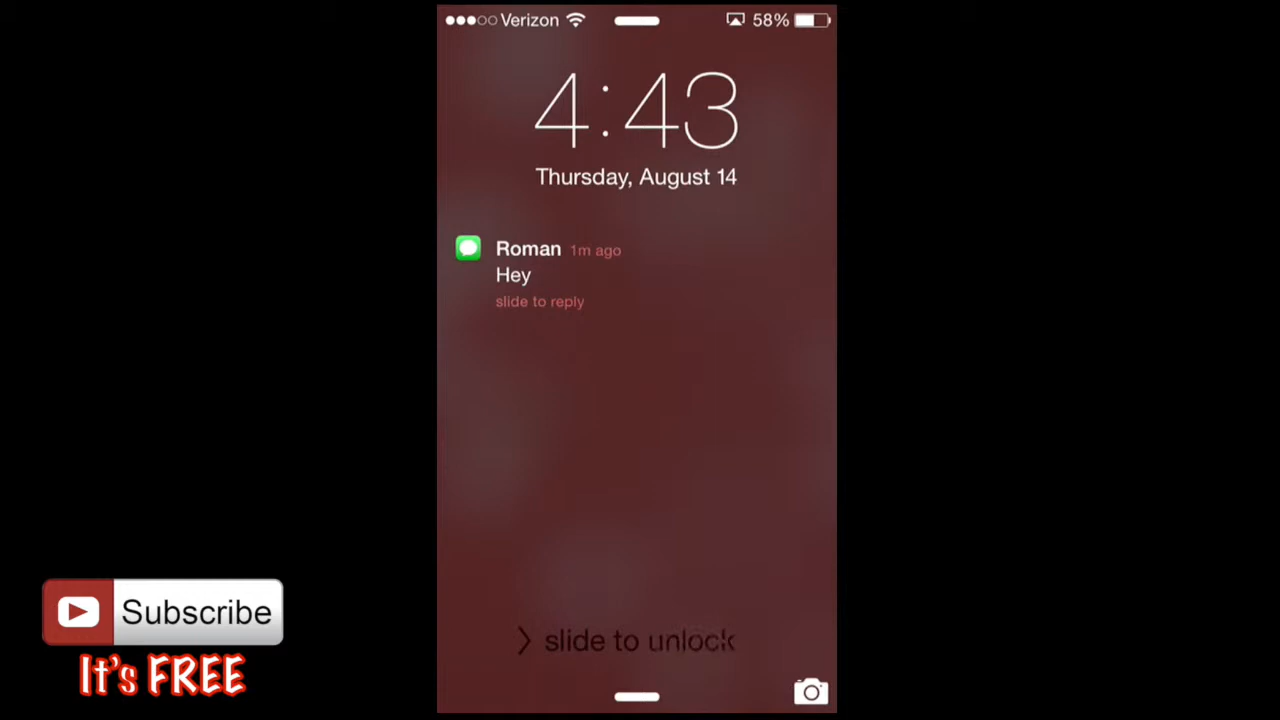 Verizon 58%
4:43
Thursday, August 14
Roman 1m ago
Hey
slide to reply
> slide to unlock
Subscribe
It's FREE